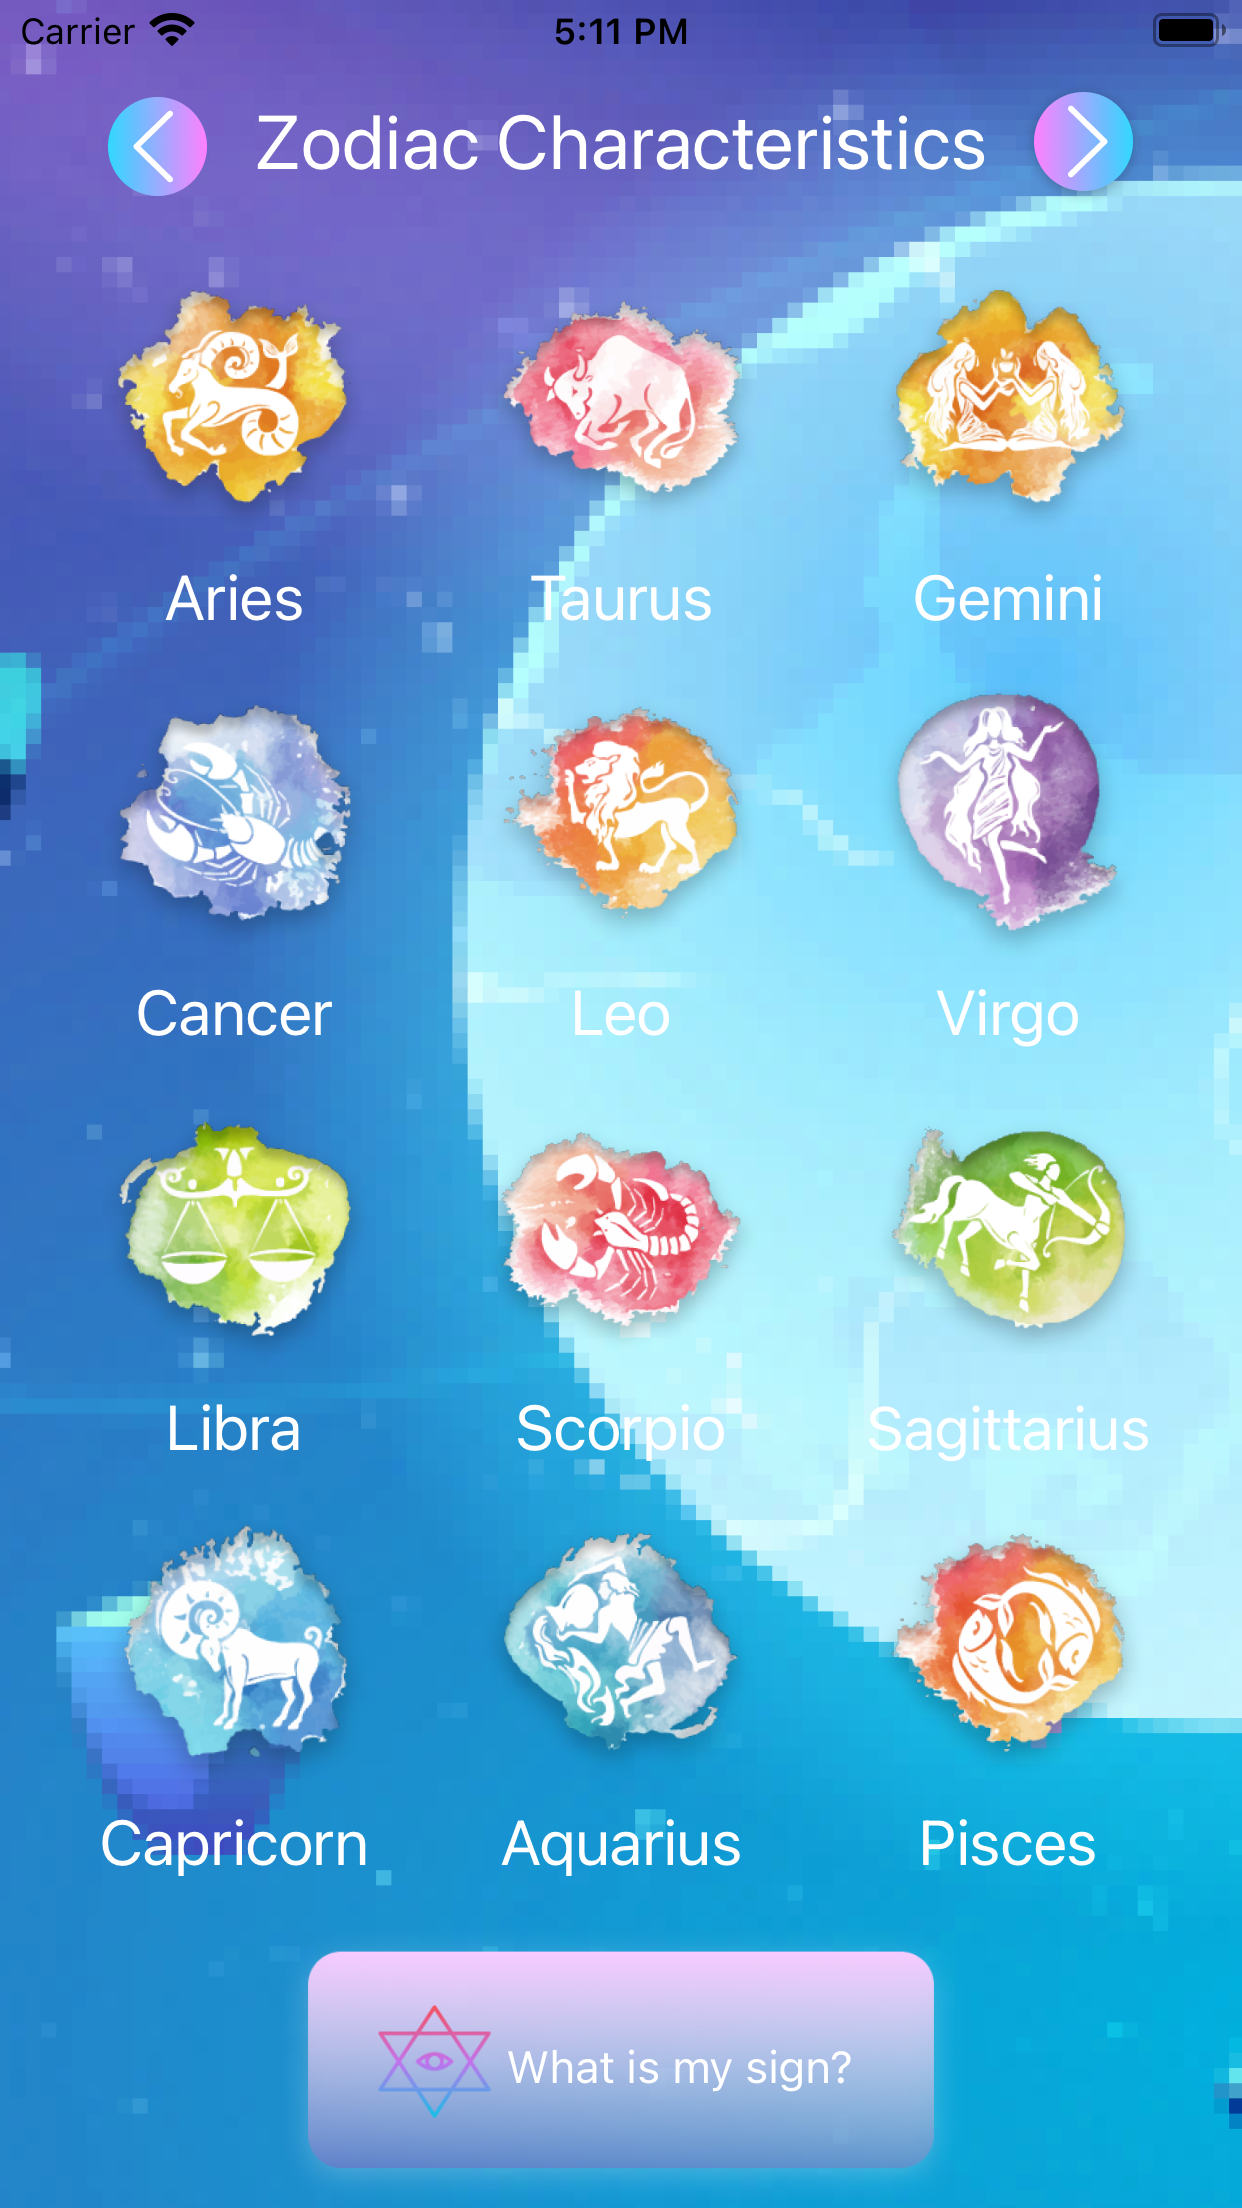 Carrier 5:11 PM
Zodiac Characteristics
Aries Taurus Gemini
Cancer Leo Virgo
Libra Scorpio Sagittarius
Capricorn Aquarius Pisces
What is my sign?